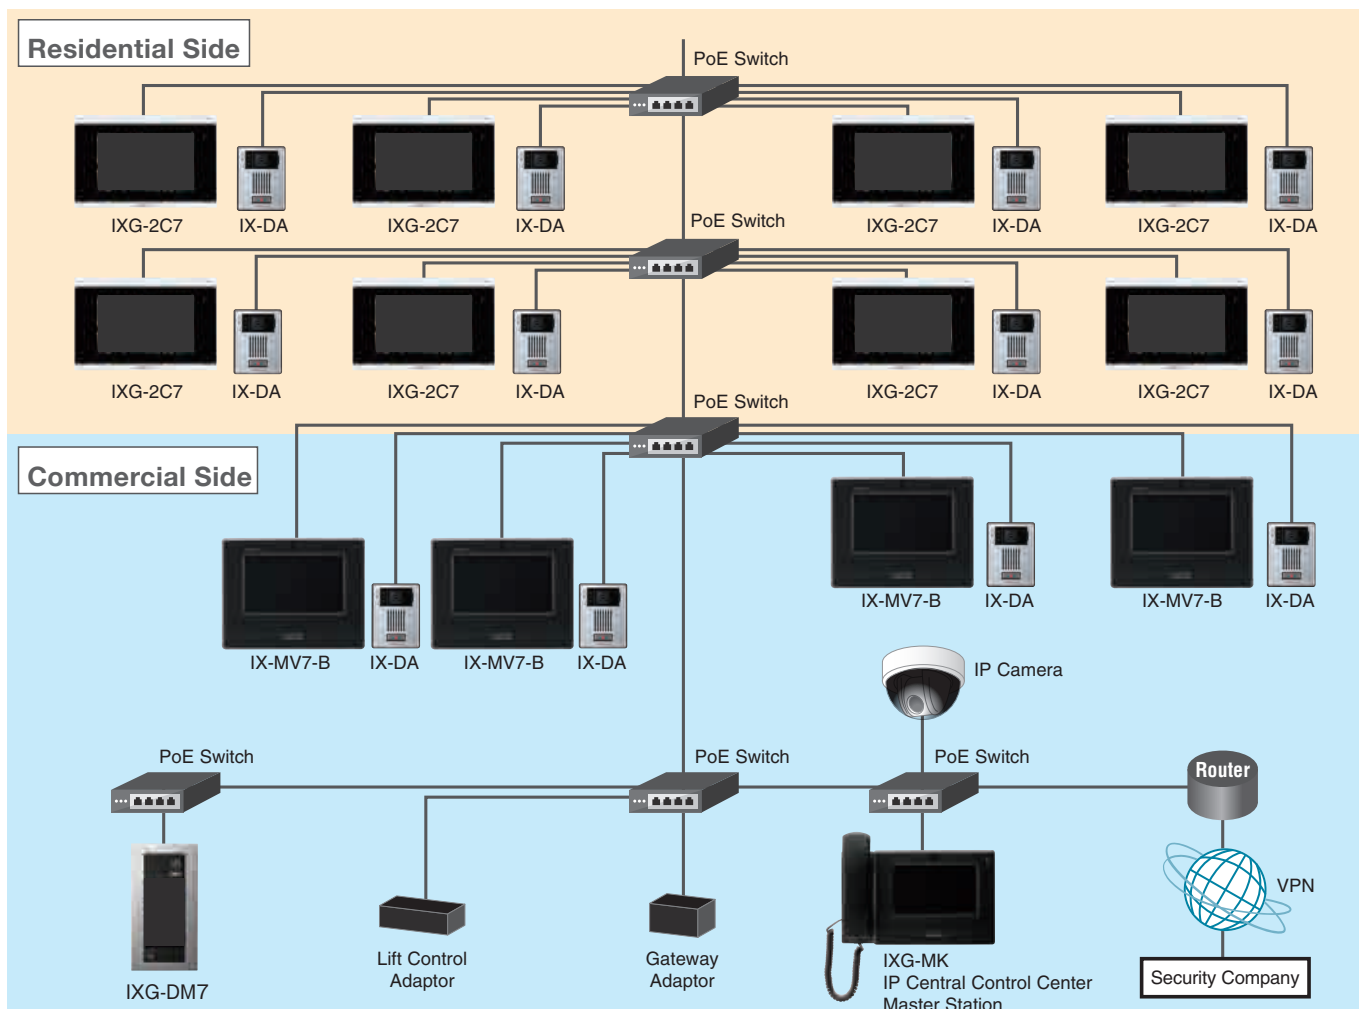 Residential Side
PoE Switch
IXG-2C7
IX-DA
IXG-2C7
IX-DA
IXG-2C7
IX-DA
IXG-2C7
IX-DA
PoE Switch
IXG-2C7
IX-DA
IXG-2C7
IX-DA
IXG-2C7
IX-DA
IXG-2C7
IX-DA
PoE Switch
Commercial Side
IX-MV7-B
IX-DA
IX-MV7-B
IX-DA
IX-MV7-B
IX-DA
IX-MV7-B
IX-DA
IP Camera
PoE Switch
PoE Switch
PoE Switch
Router
VPN
Lift Control
Adaptor
Gateway
Adaptor
IXG-MK
IP Central Control Center
Master Station
Security Company
IXG-DM7